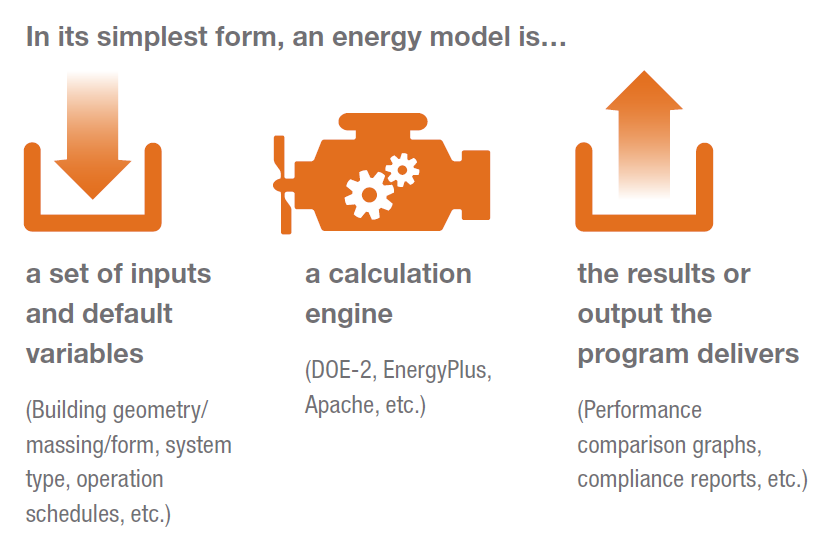 In its simplest form, an energy model is…
a set of inputs
and default
variables
(Building geometry/
massing/form, system
type, operation
schedules, etc.)
a calculation
engine
(DOE-2, EnergyPlus,
Apache, etc.)
the results or
output the
program delivers
(Performance
comparison graphs,
compliance reports, etc.)